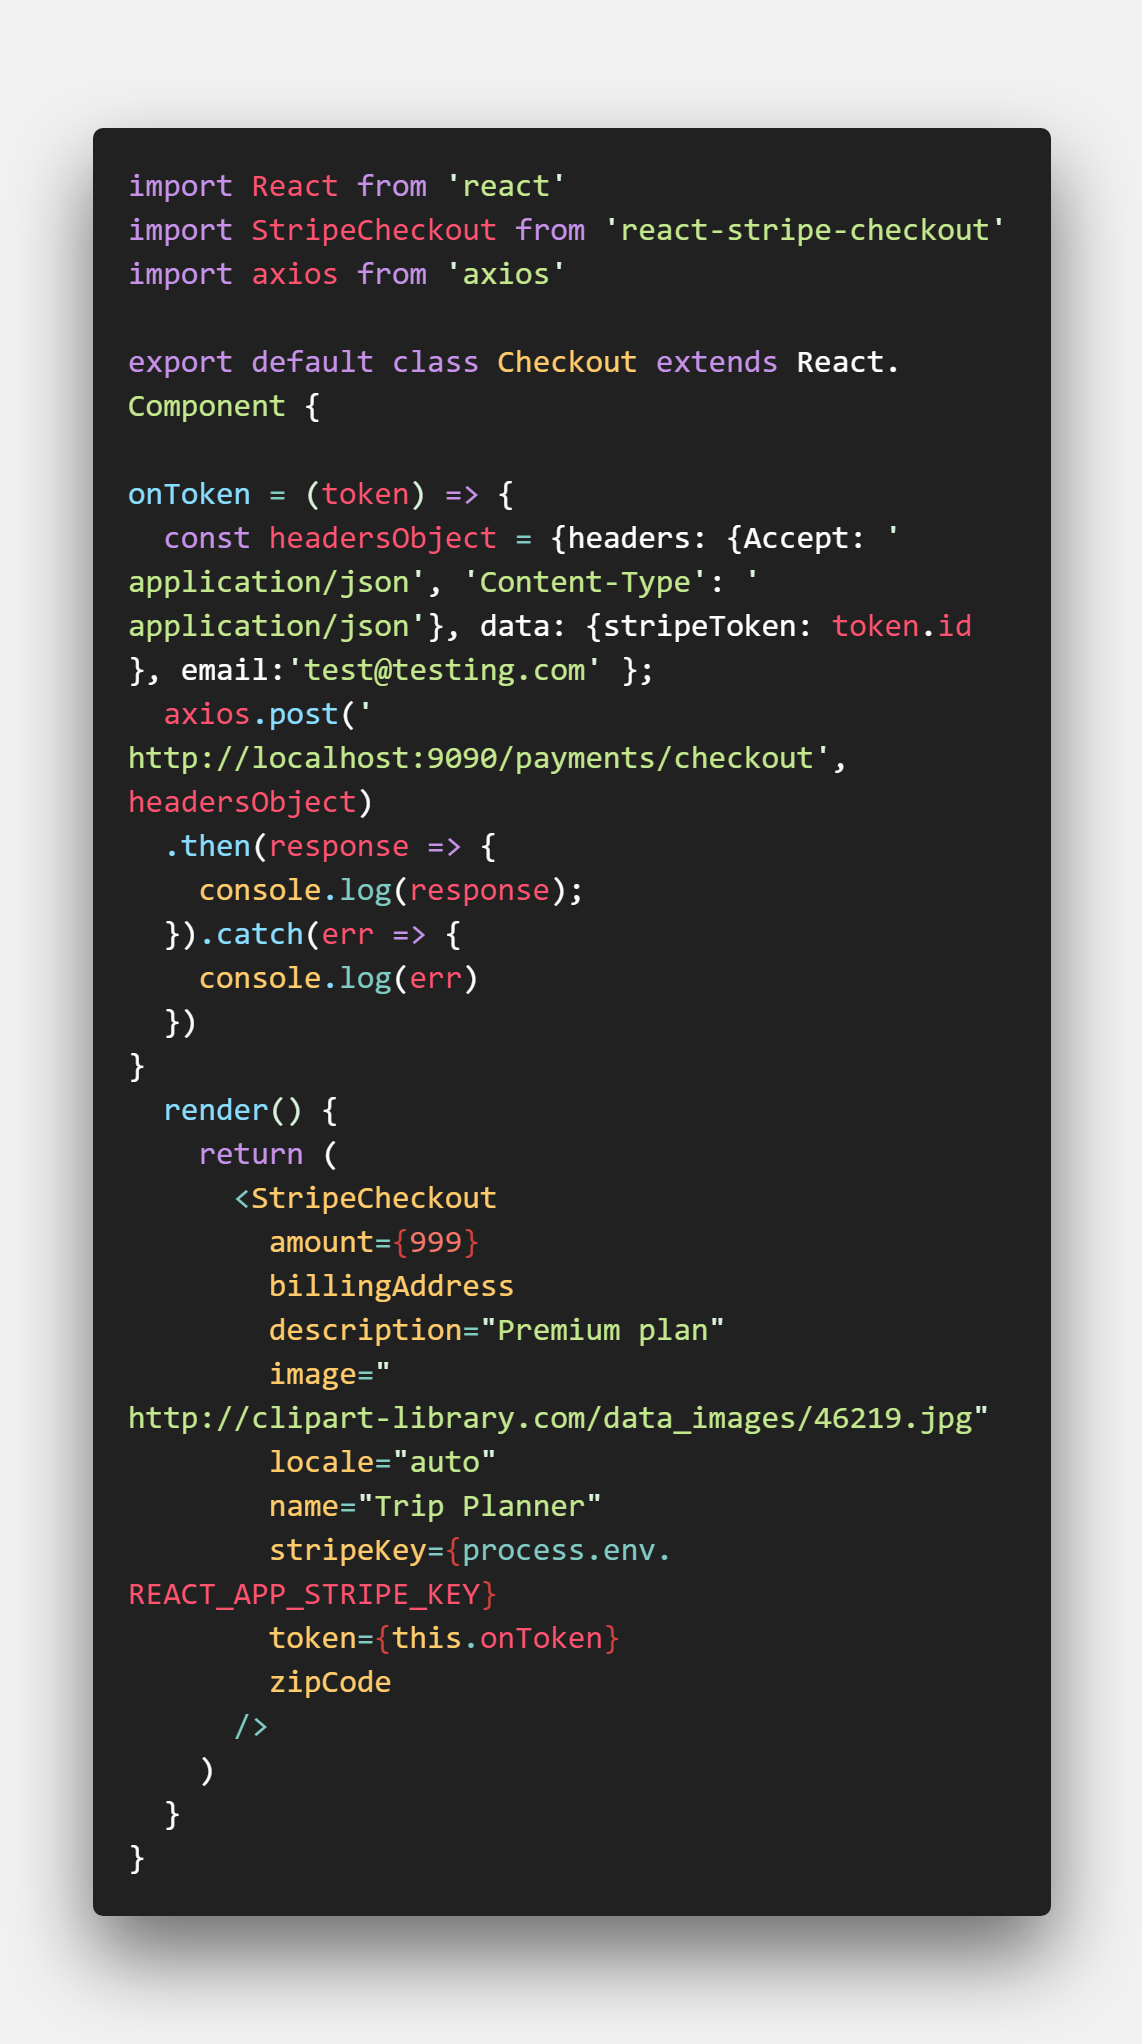 import React from 'react'
import StripeCheckout from 'react-stripe-checkout'
import axios from 'axios'

export default class Checkout extends React.
Component {

onToken = (token) => {
  const headersObject = {headers: {Accept: '
application/json', 'Content-Type': '
application/json'}, data: {stripeToken: token.id
}, email:'test@testing.com' };
  axios.post('
http://localhost:9090/payments/checkout',
headersObject)
  .then(response => {
    console.log(response);
  }).catch(err => {
    console.log(err)
  })
}
  render() {
    return (
      <StripeCheckout
        amount={999}
        billingAddress
        description="Premium plan"
        image="
http://clipart-library.com/data_images/46219.jpg"
        locale="auto"
        name="Trip Planner"
        stripeKey={process.env.
REACT_APP_STRIPE_KEY}
        token={this.onToken}
        zipCode
      />
    )
  }
}